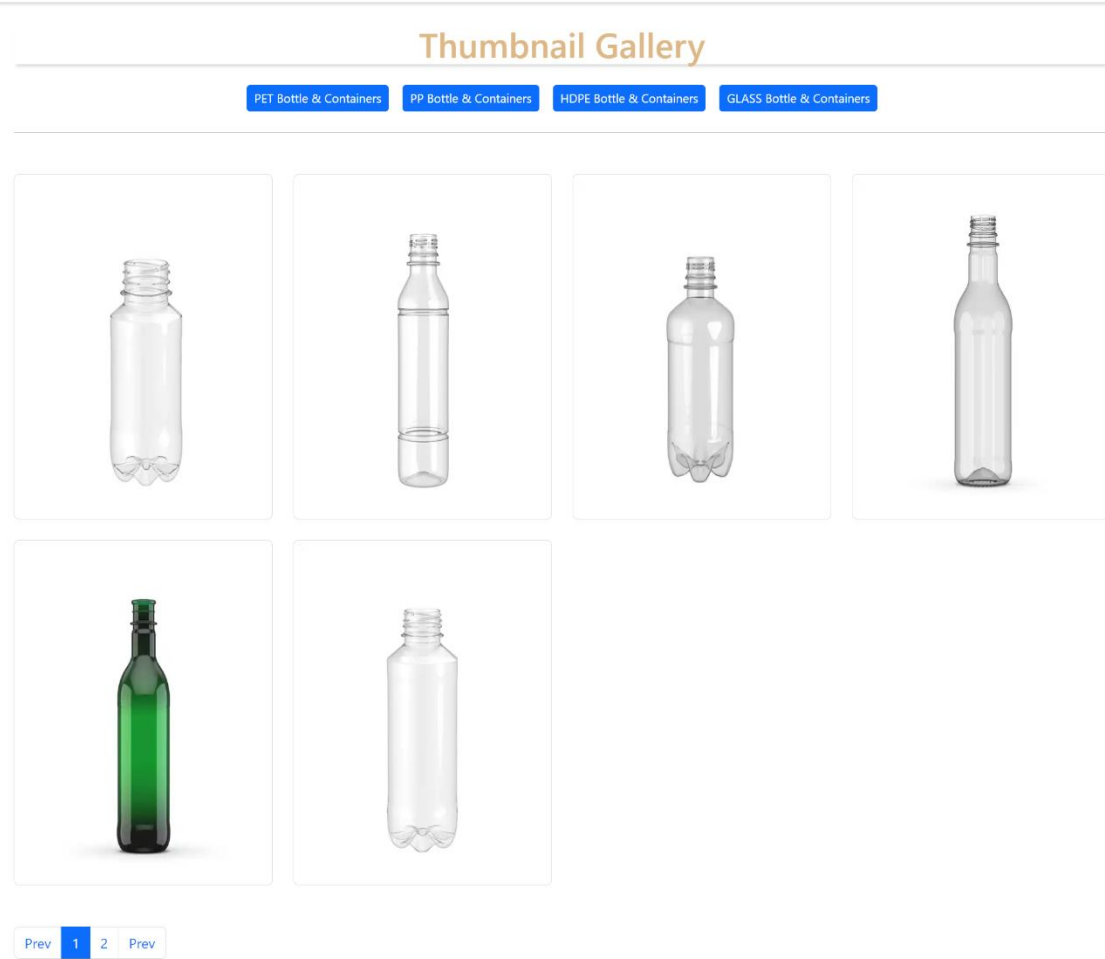 Thumbnail Gallery
PET Bottle & Containers PP Bottle & Containers HDPE Bottle & Containers GLASS Bottle & Containers
Prev 1 2 Prev